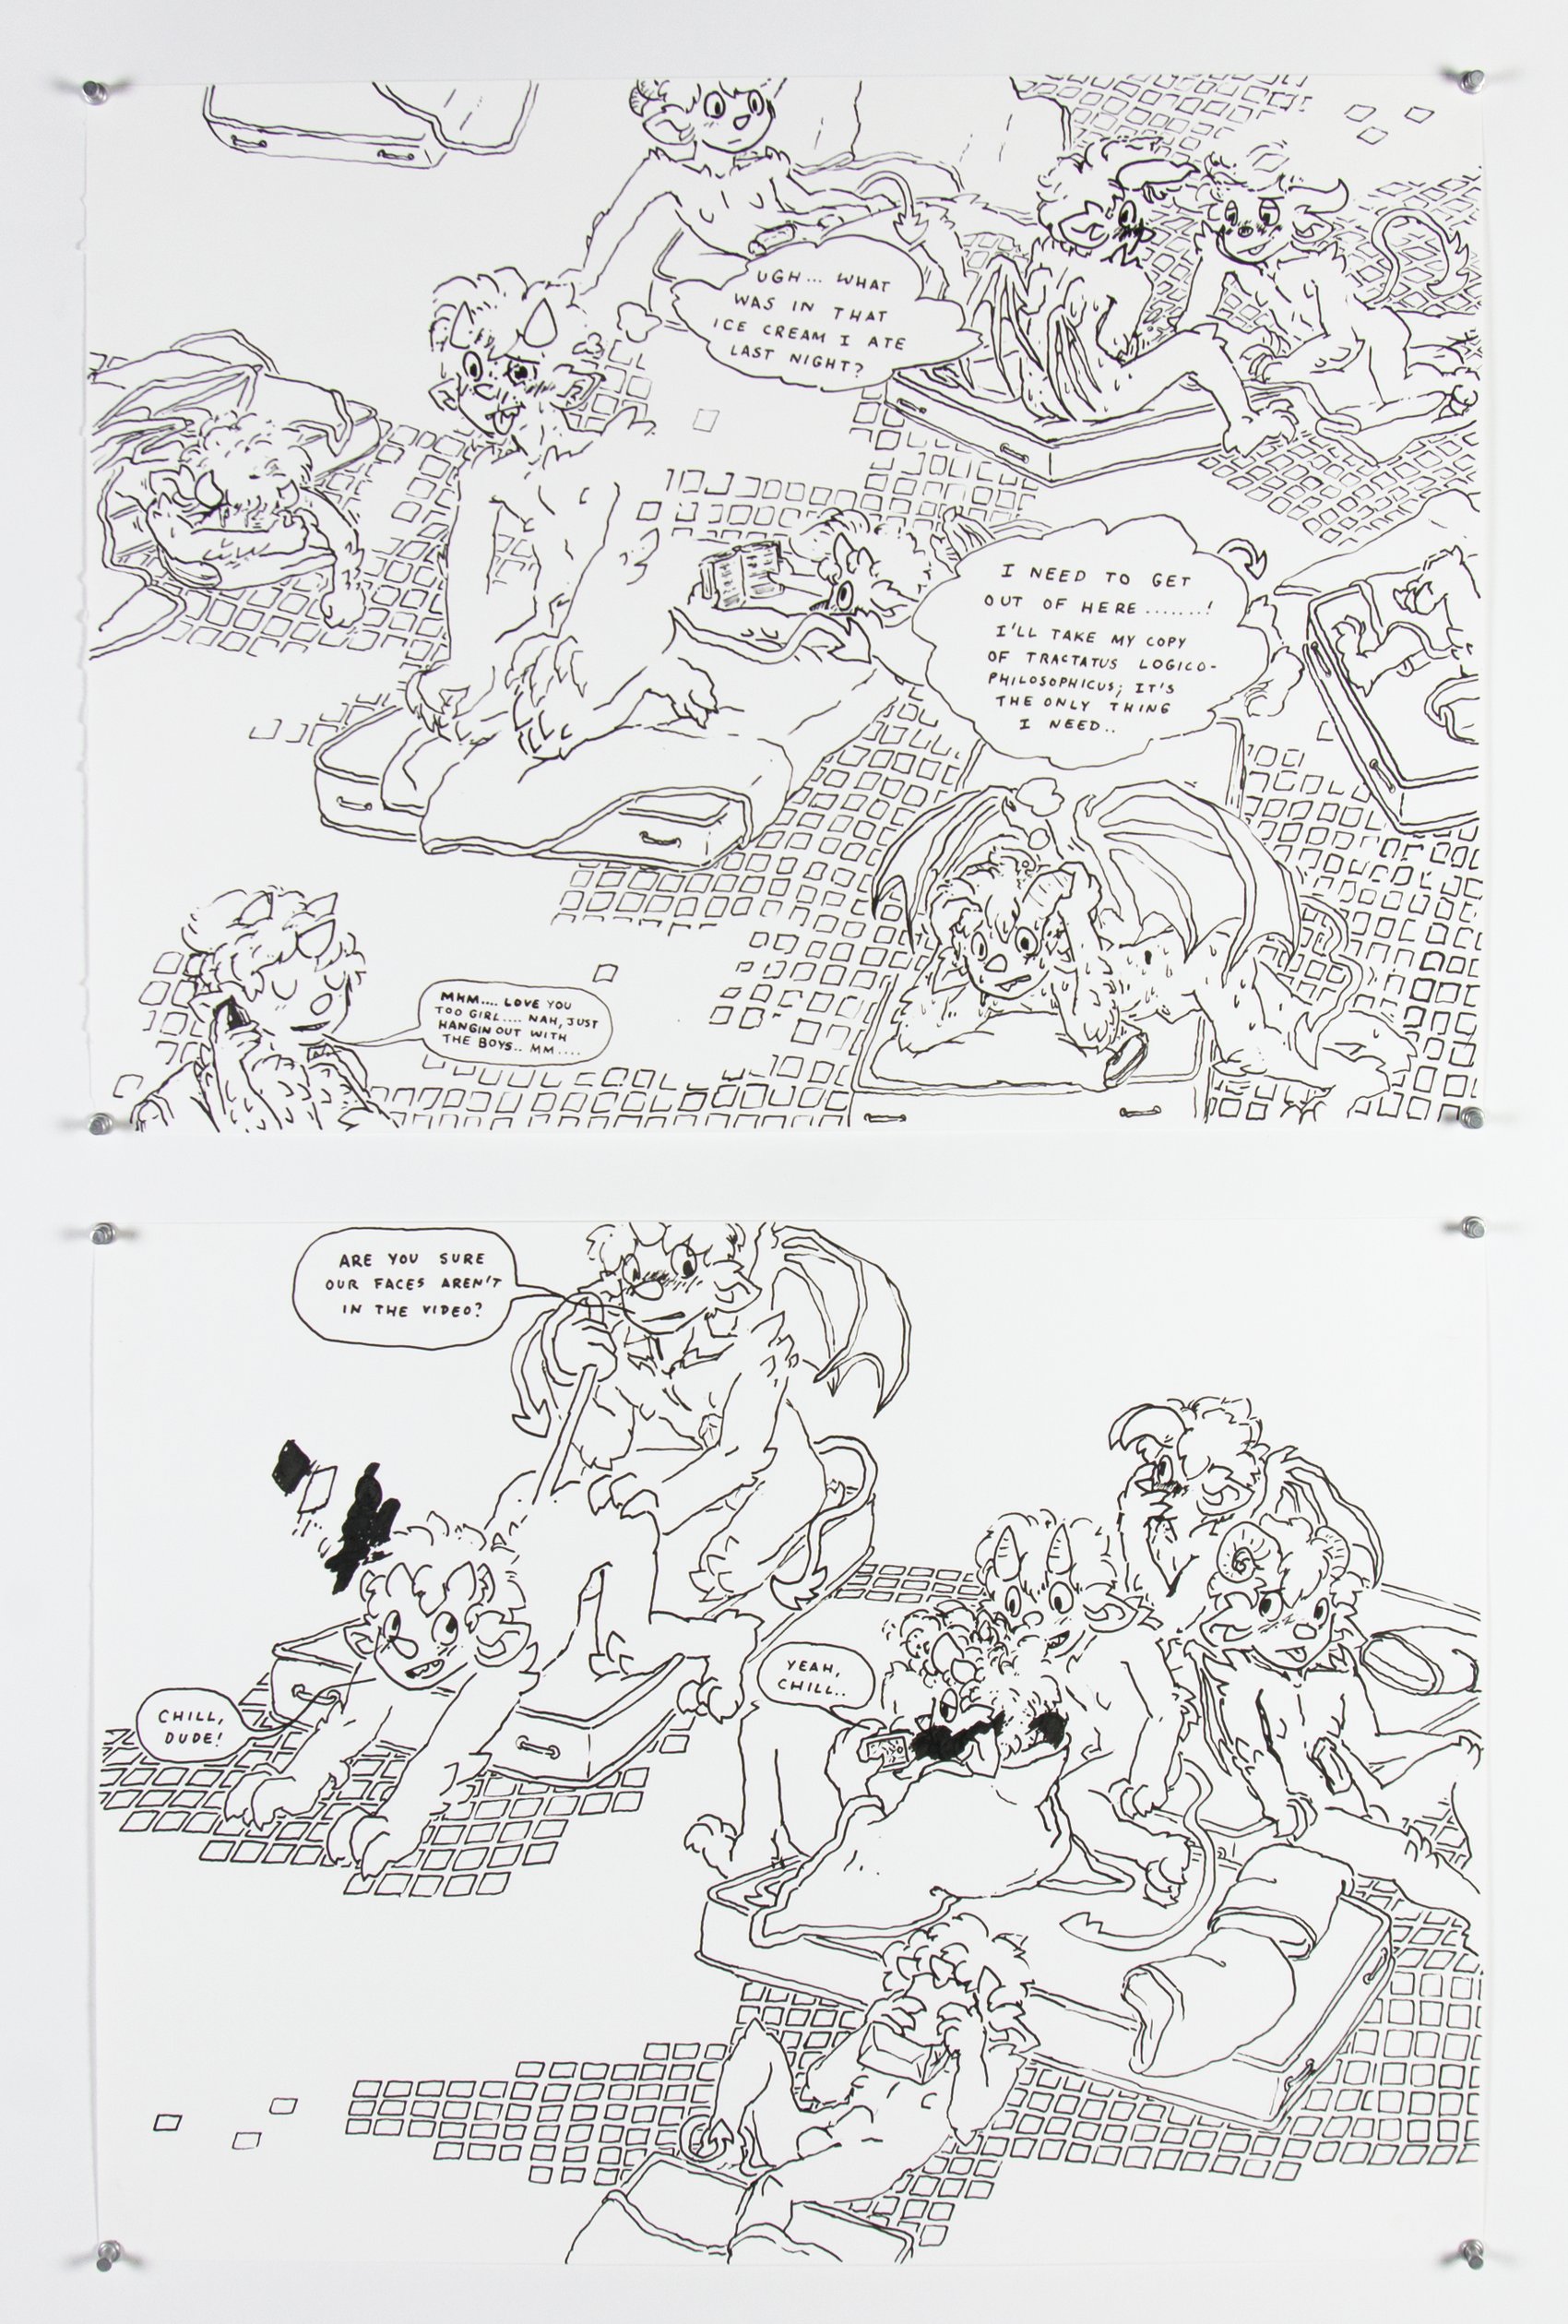 UGH... WHAT
WAS IN THAT
ICE CREAM I ATE
LAST NIGHT?
I NEED TO GET
OUT OF HERE.......!
I'LL TAKE MY COPY
OF TRACTATUS LOGICO-
PHILOSOPHICUS; IT'S
THE ONLY THING
I NEED..
MHM.... LOVE YOU
TOO GIRL.... NAH, JUST
HANGIN OUT WITH
THE BOYS.. MM....
ARE YOU SURE
OUR FACES AREN'T
IN THE VIDEO?
CHILL,
DUDE!
YEAH,
CHILL..